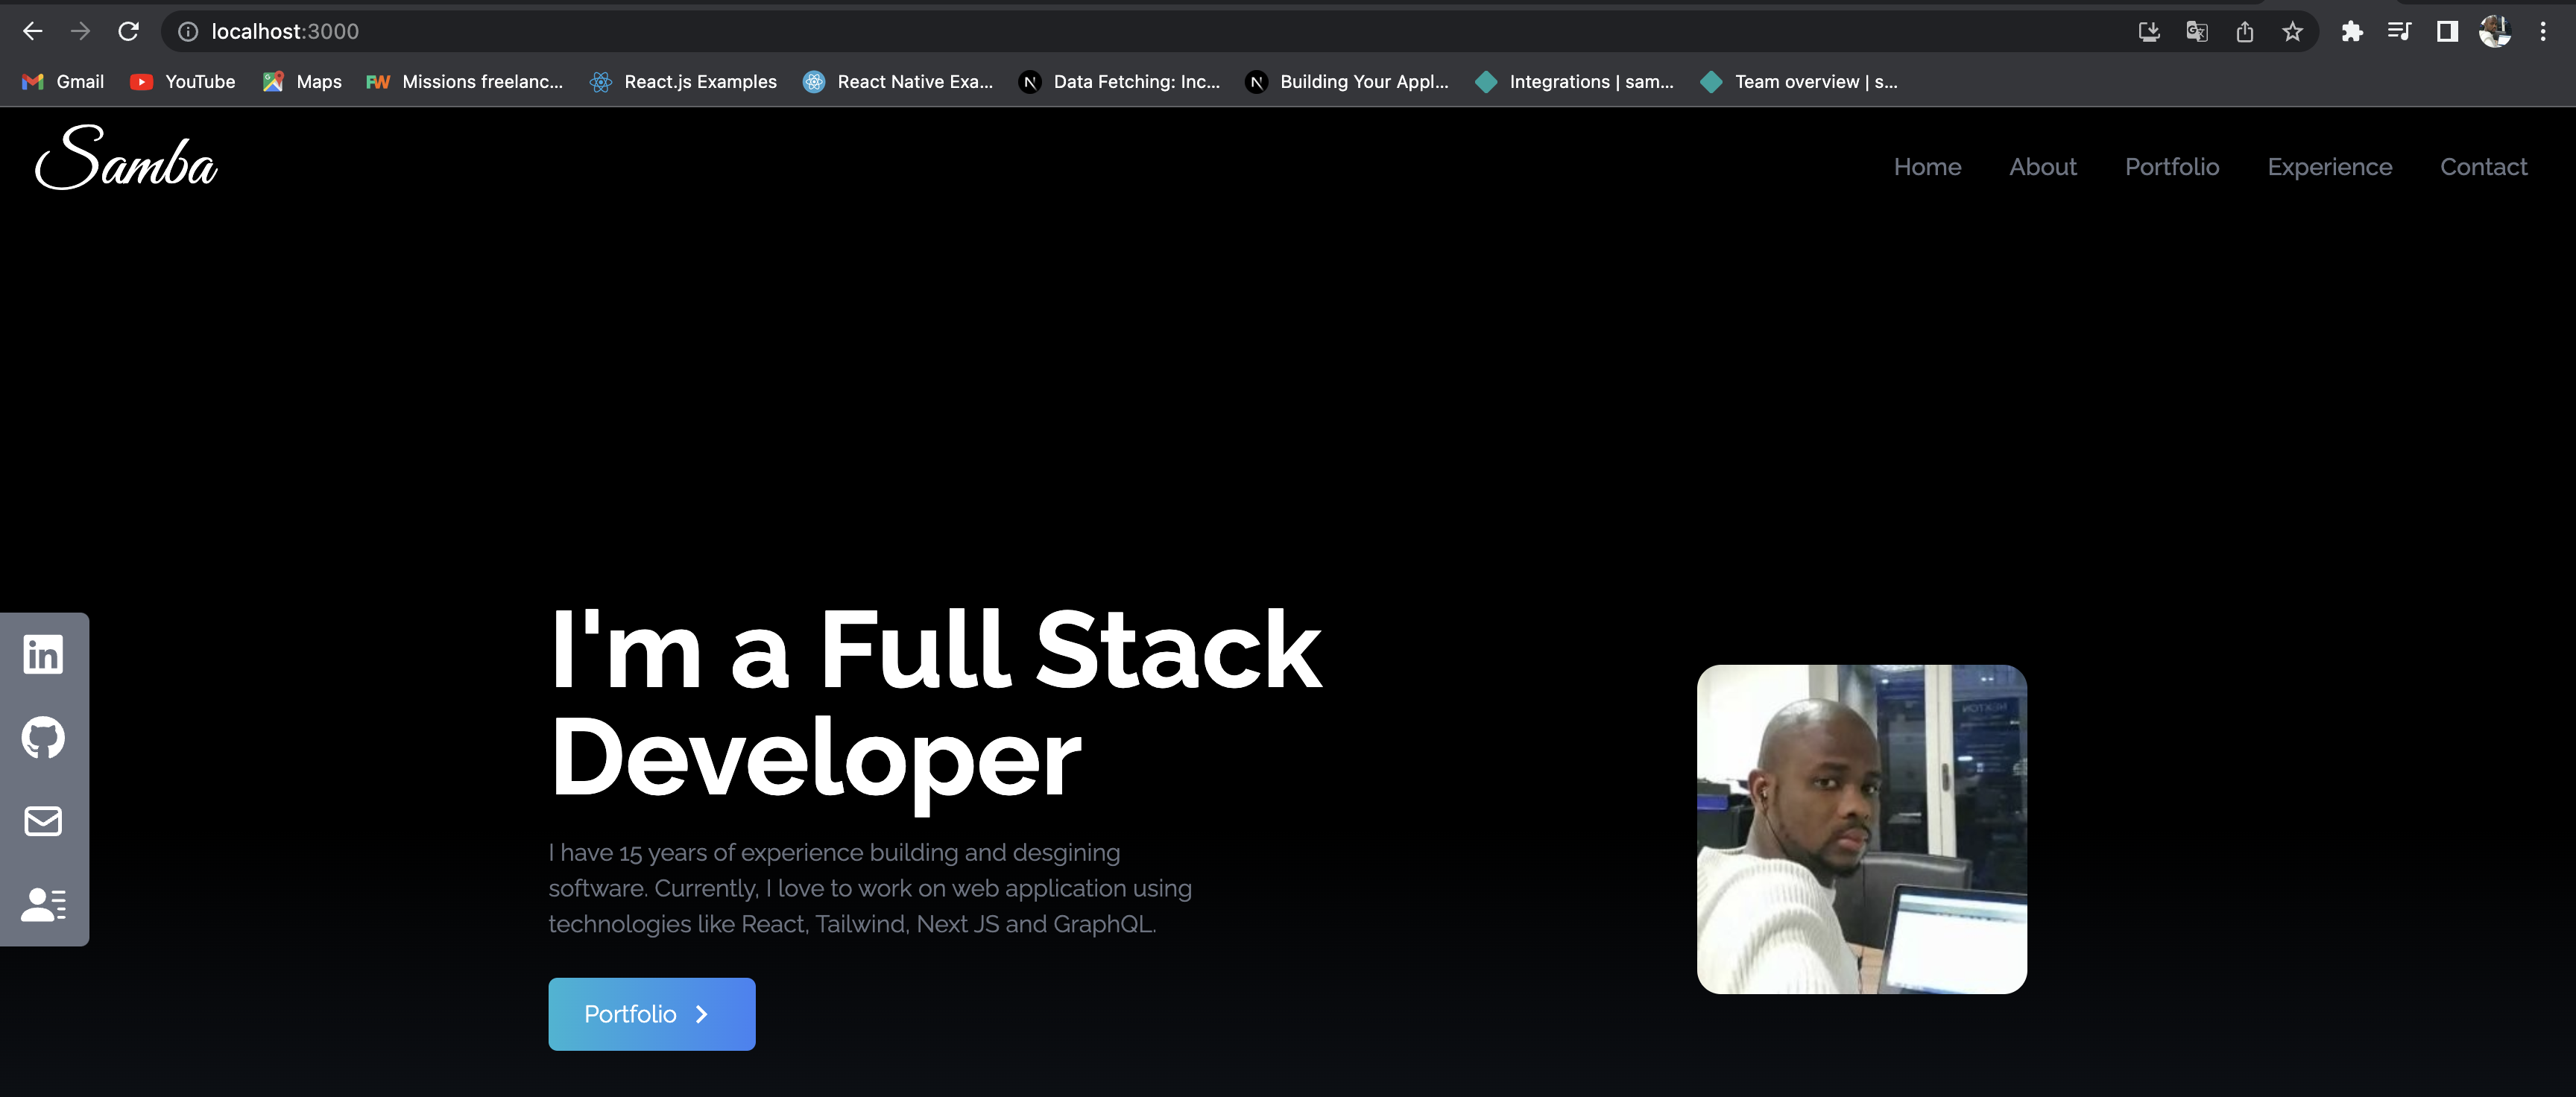 localhost:3000
Gmail YouTube Maps Missions freelanc... React.js Examples React Native Exa... Data Fetching: Inc... Building Your Appl... Integrations | sam... Team overview | s...
Samba
Home About Portfolio Experience Contact
I'm a Full Stack
Developer
I have 15 years of experience building and desgining
software. Currently, I love to work on web application using
technologies like React, Tailwind, Next JS and GraphQL.
Portfolio
in